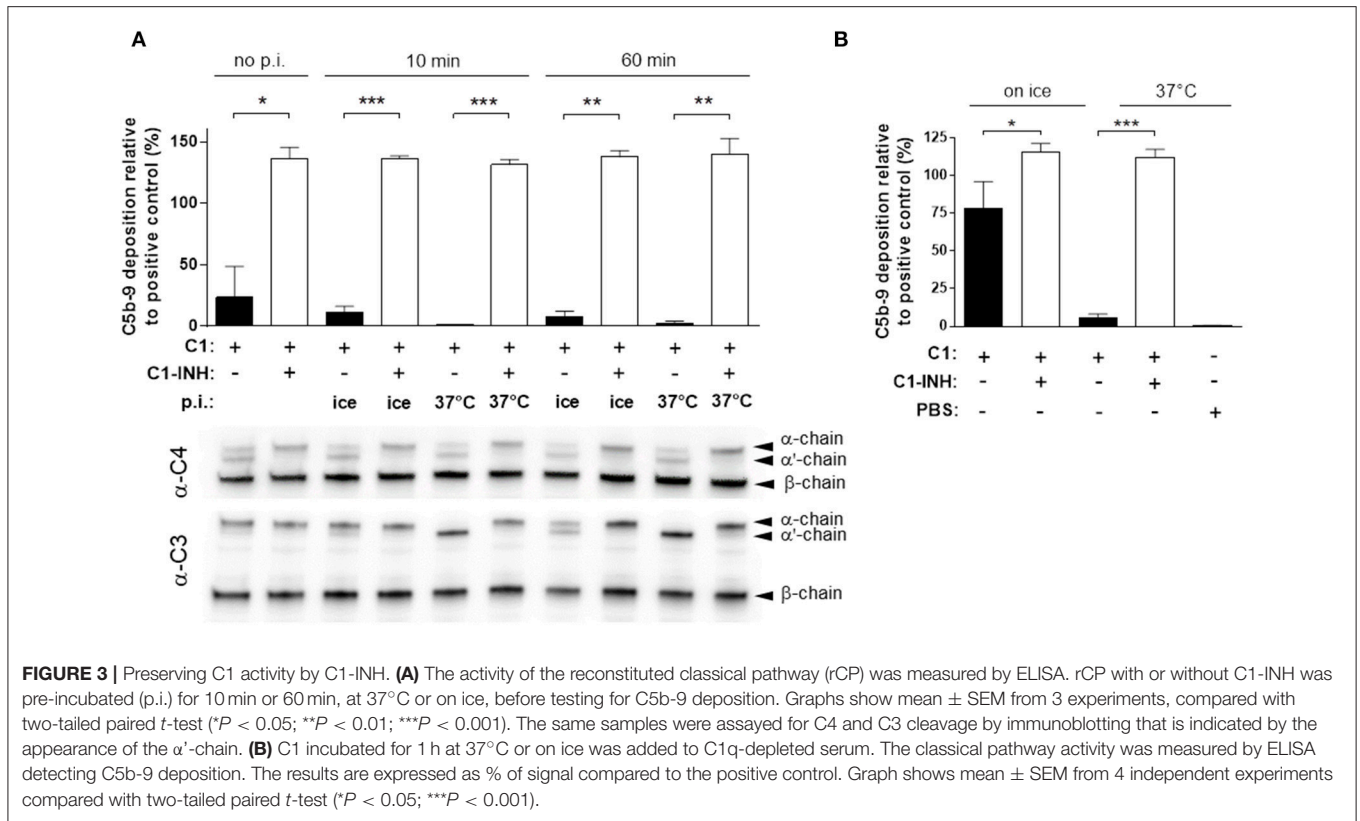 A
no p.i. 10 min 60 min
* *** *** ** **
C5b-9 deposition relative
to positive control (%)
150
100
50
0
C1: + + + + + + + + + +
C1-INH: - + - + - + - + - +
p.i.: ice ice 37°C 37°C ice ice 37°C 37°C
α-C4
α-chain
α'-chain
β-chain
α-C3
α-chain
α'-chain
β-chain
B
on ice 37°C
* ***
C5b-9 deposition relative
to positive control (%)
125
100
75
50
25
0
C1: + + + + -
C1-INH: - + - + -
PBS: - - - - +
FIGURE 3 | Preserving C1 activity by C1-INH. (A) The activity of the reconstituted classical pathway (rCP) was measured by ELISA. rCP with or without C1-INH was
pre-incubated (p.i.) for 10 min or 60 min, at 37°C or on ice, before testing for C5b-9 deposition. Graphs show mean ± SEM from 3 experiments, compared with
two-tailed paired t-test (*P < 0.05; **P < 0.01; ***P < 0.001). The same samples were assayed for C4 and C3 cleavage by immunoblotting that is indicated by the
appearance of the α'-chain. (B) C1 incubated for 1 h at 37°C or on ice was added to C1q-depleted serum. The classical pathway activity was measured by ELISA
detecting C5b-9 deposition. The results are expressed as % of signal compared to the positive control. Graph shows mean ± SEM from 4 independent experiments
compared with two-tailed paired t-test (*P < 0.05; ***P < 0.001).